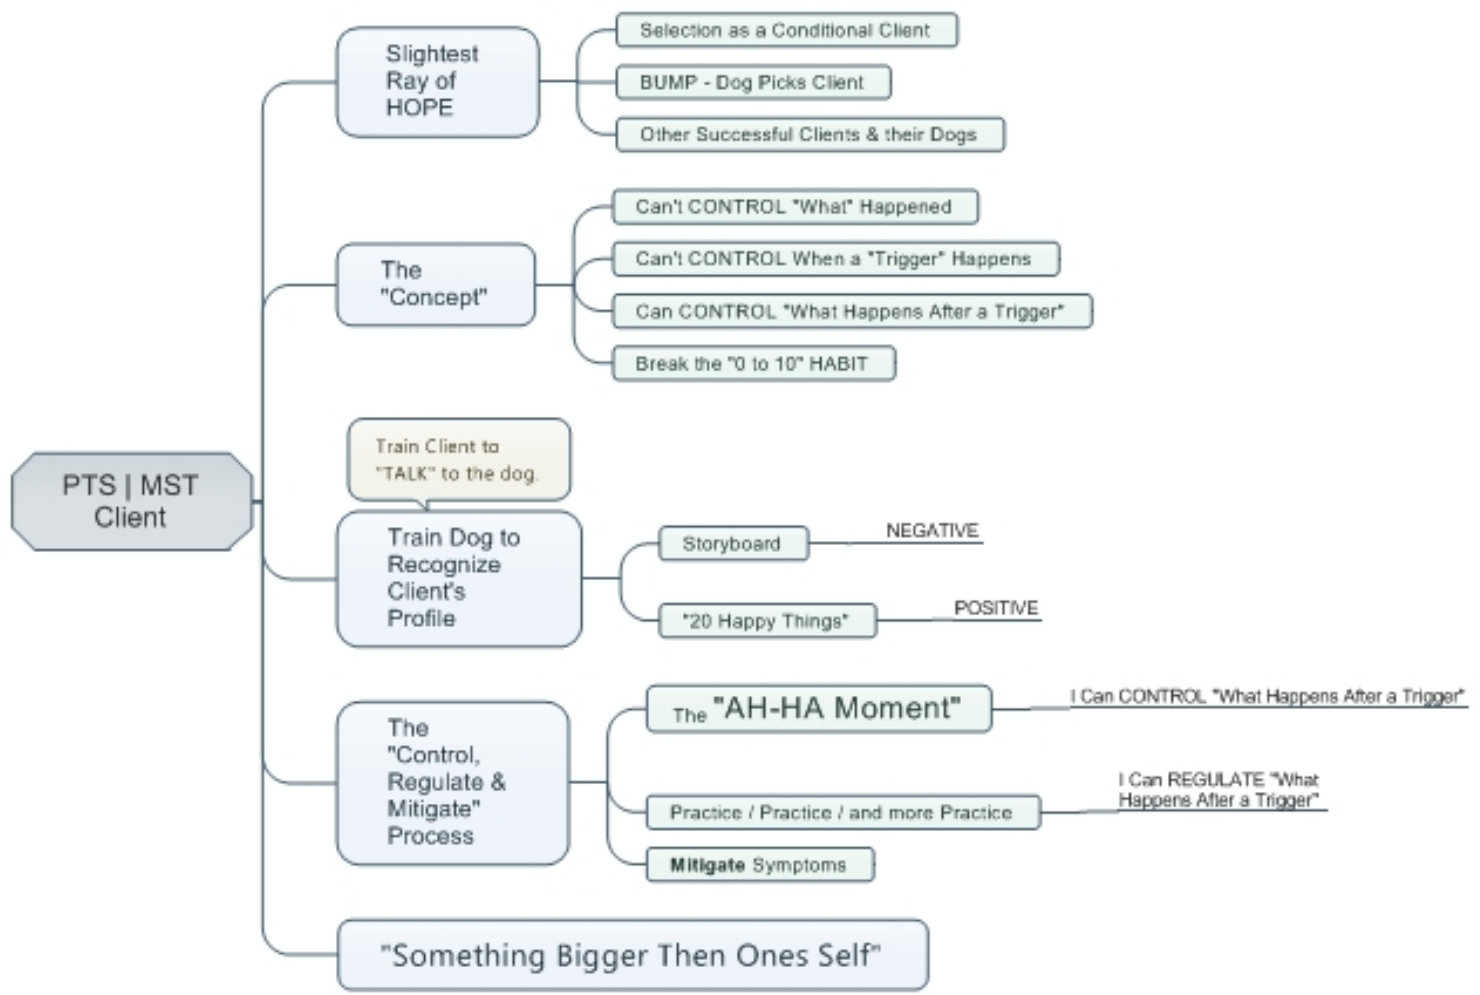 Slightest
Ray of
HOPE
Selection as a Conditional Client
BUMP - Dog Picks Client
Other Successful Clients & their Dogs
The
"Concept"
Can't CONTROL "What" Happened
Can't CONTROL When a "Trigger" Happens
Can CONTROL "What Happens After a Trigger"
Break the "0 to 10" HABIT
PTS | MST
Client
Train Client to
"TALK" to the dog.
Train Dog to
Recognize
Client's
Profile
Storyboard
NEGATIVE
"20 Happy Things"
POSITIVE
The
"Control,
Regulate &
Mitigate"
Process
The "AH-HA Moment"
I Can CONTROL "What Happens After a Trigger"
Practice / Practice / and more Practice
I Can REGULATE "What
Happens After a Trigger"
Mitigate Symptoms
"Something Bigger Then Ones Self"